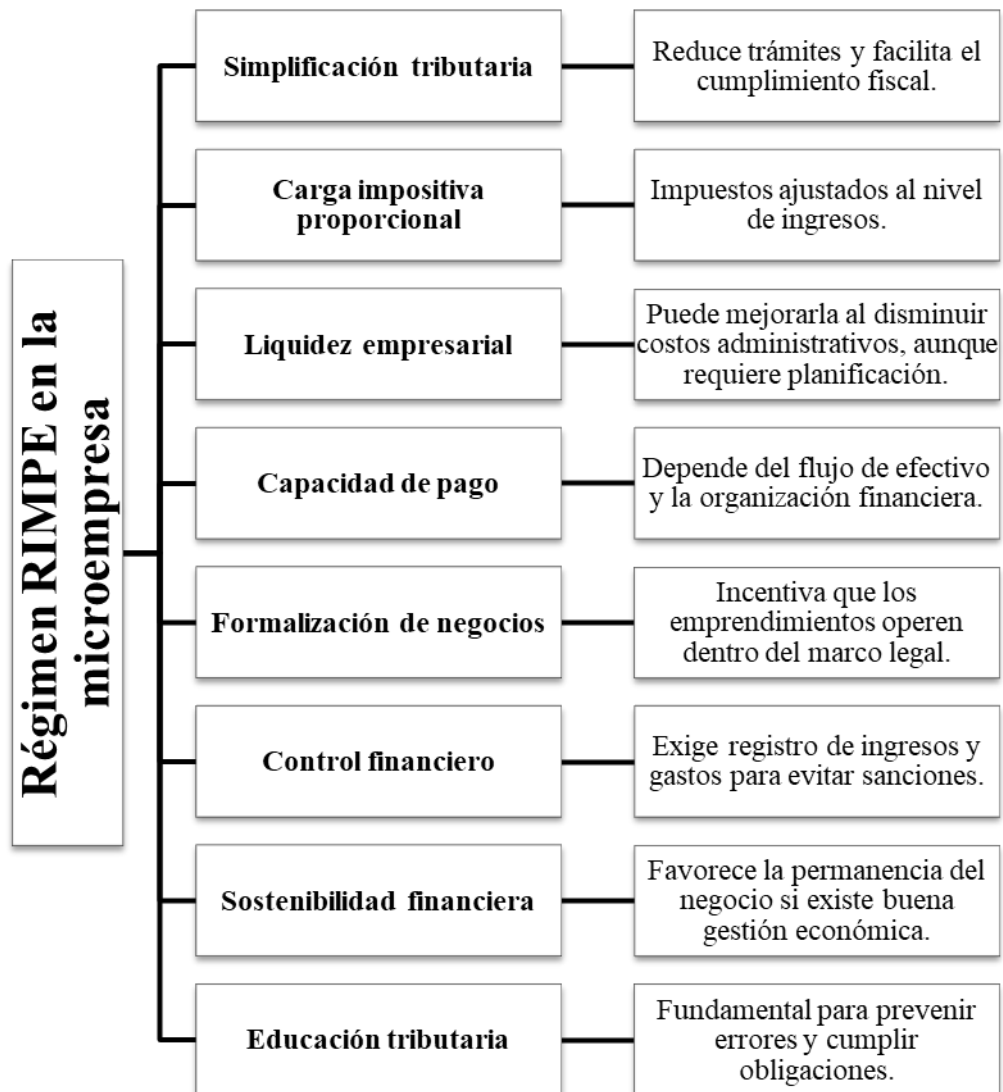 Régimen RIMPE en la
microempresa
Simplificación tributaria
Reduce trámites y facilita el
cumplimiento fiscal.
Carga impositiva
proporcional
Impuestos ajustados al nivel
de ingresos.
Liquidez empresarial
Puede mejorarla al disminuir
costos administrativos, aunque
requiere planificación.
Capacidad de pago
Depende del flujo de efectivo
y la organización financiera.
Formalización de negocios
Incentiva que los
emprendimientos operen
dentro del marco legal.
Control financiero
Exige registro de ingresos y
gastos para evitar sanciones.
Sostenibilidad financiera
Favorece la permanencia del
negocio si existe buena
gestión económica.
Educación tributaria
Fundamental para prevenir
errores y cumplir
obligaciones.